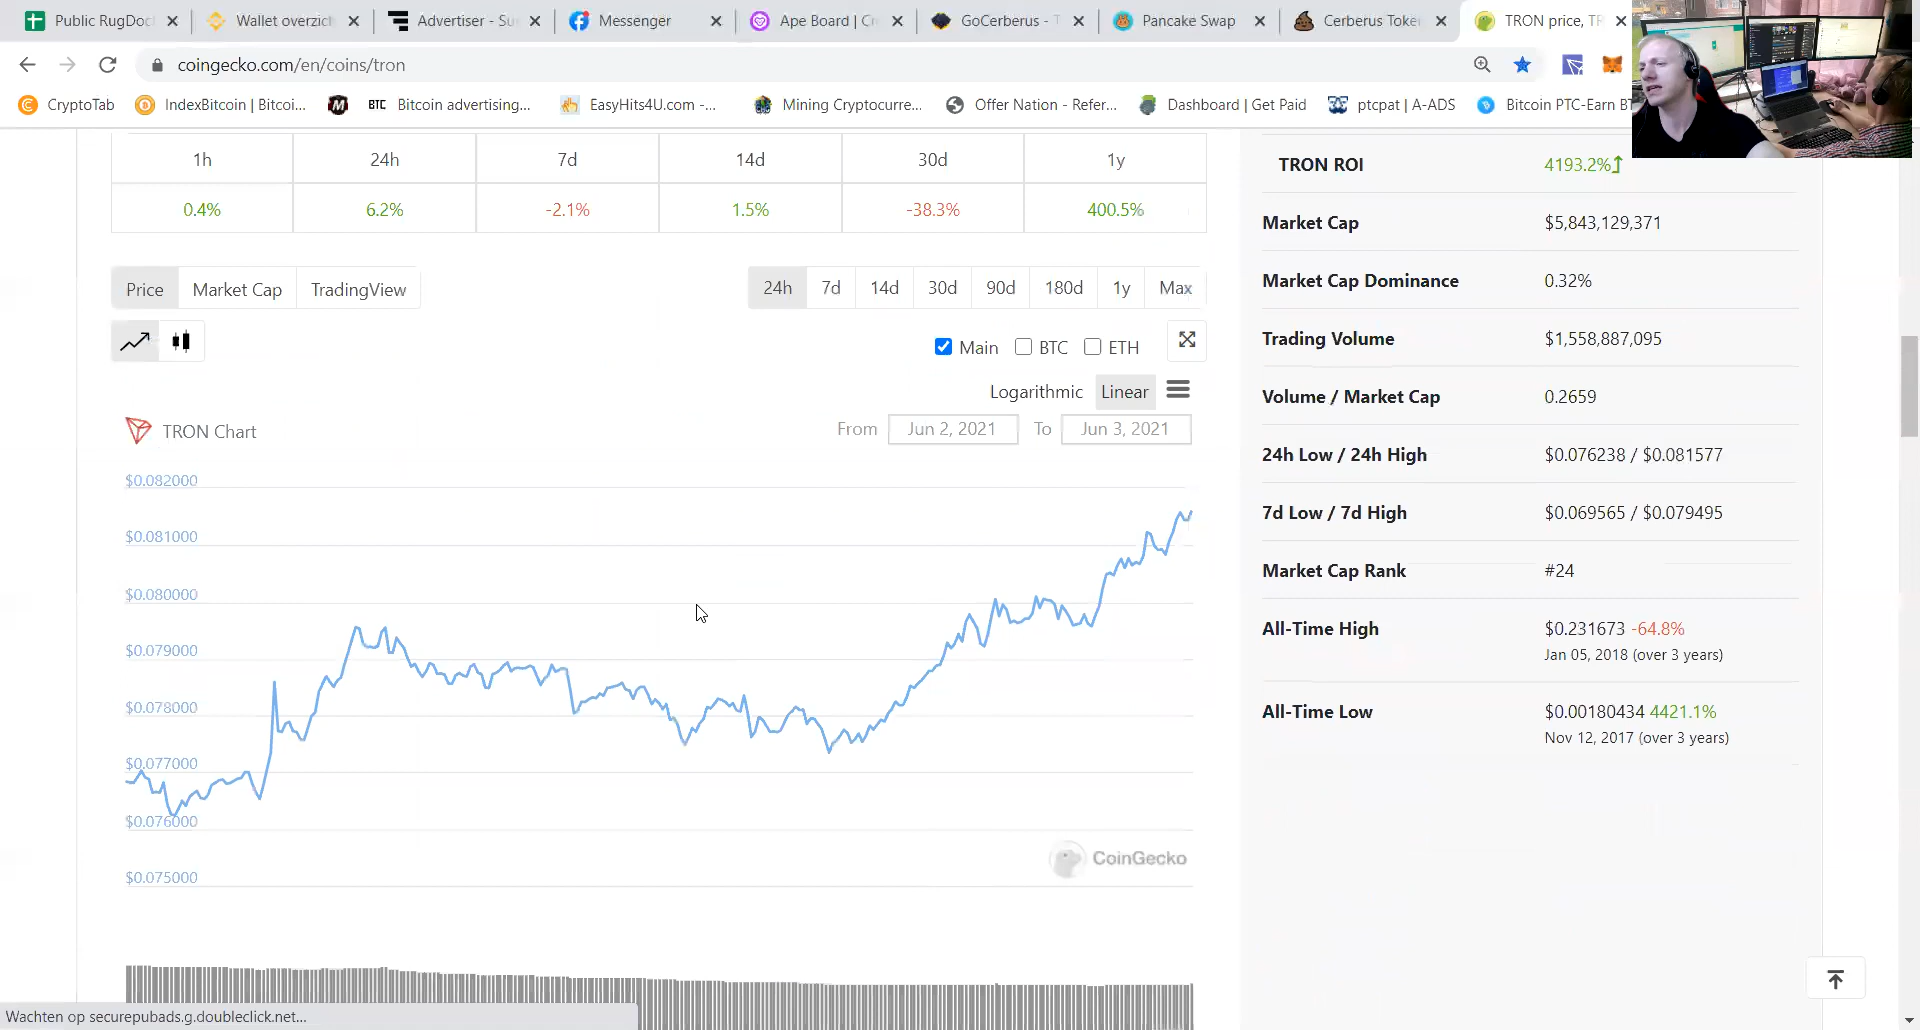 Public RugDoc
Wallet overzich
Advertiser - Su
Messenger
Ape Board | Cr
GoCerberus - T
Pancake Swap
Cerberus Toke
TRON price, TR
coingecko.com/en/coins/tron
CryptoTab
IndexBitcoin | Bitcoi...
BTC Bitcoin advertising...
EasyHits4U.com -...
Mining Cryptocurre...
Offer Nation - Refer...
Dashboard | Get Paid
ptcpat | A-ADS
Bitcoin PTC-Earn BT
1h 24h 7d 14d 30d 1y
0.4% 6.2% -2.1% 1.5% -38.3% 400.5%
Price Market Cap TradingView
24h 7d 14d 30d 90d 180d 1y Max
Main BTC ETH
Logarithmic Linear
TRON Chart
From Jun 2, 2021 To Jun 3, 2021
$0.082000
$0.081000
$0.080000
$0.079000
$0.078000
$0.077000
$0.076000
$0.075000
CoinGecko
TRON ROI 4193.2%
Market Cap $5,843,129,371
Market Cap Dominance 0.32%
Trading Volume $1,558,887,095
Volume / Market Cap 0.2659
24h Low / 24h High $0.076238 / $0.081577
7d Low / 7d High $0.069565 / $0.079495
Market Cap Rank #24
All-Time High $0.231673 -64.8%
Jan 05, 2018 (over 3 years)
All-Time Low $0.00180434 4421.1%
Nov 12, 2017 (over 3 years)
Wachten op securepubads.g.doubleclick.net...